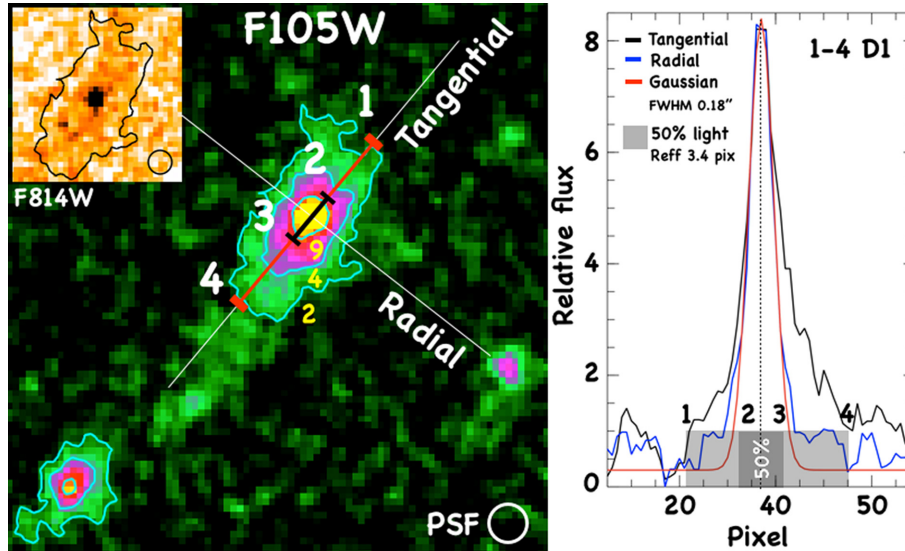 F105W
F814W
1
Tangential
2
3
4
9
4
2
Radial
PSF
1-4 D1
Tangential
Radial
Gaussian
FWHM 0.18"
50% light
Reff 3.4 pix
Relative flux
8
6
4
2
0
1
2
3
4
50%
20
40
50
Pixel